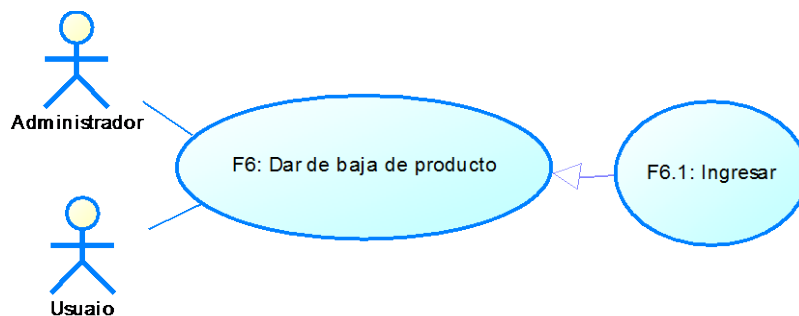 Administrador
F6: Dar de baja de producto
F6.1: Ingresar
Usuaio